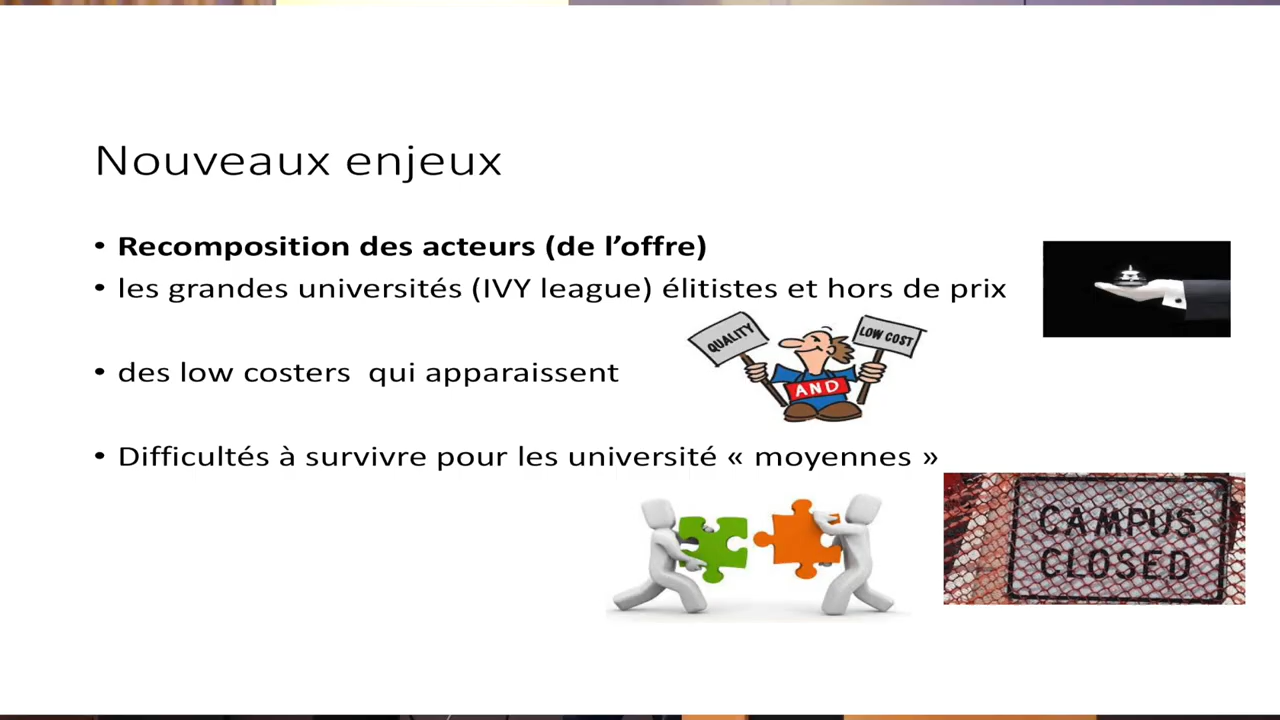 Nouveaux enjeux
• Recomposition des acteurs (de l’offre)
• les grandes universités (IVY league) élitistes et hors de prix
QUALITY
LOW COST
AND
• des low costers qui apparaissent
• Difficultés à survivre pour les université « moyennes »
CAMPUS
CLOSED